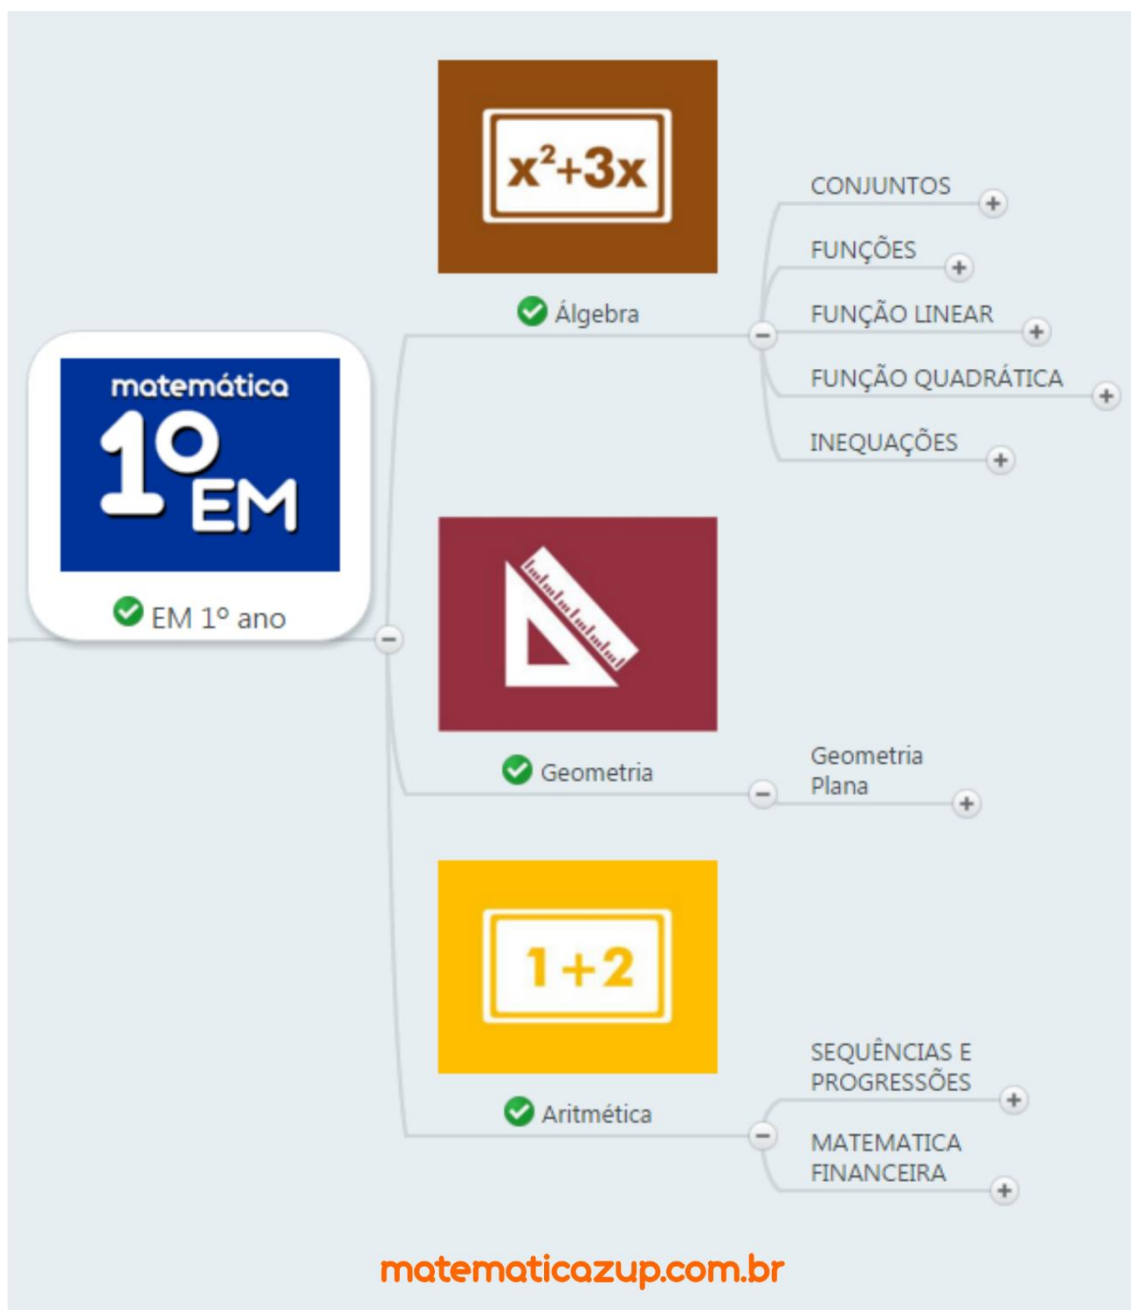 x²+3x
CONJUNTOS
FUNÇÕES
Álgebra
FUNÇÃO LINEAR
FUNÇÃO QUADRÁTICA
INEQUAÇÕES
matemática
1º
EM
EM 1º ano
Geometria
Geometria
Plana
1+2
Aritmética
SEQUÊNCIAS E
PROGRESSÕES
MATEMATICA
FINANCEIRA
matematicazup.com.br